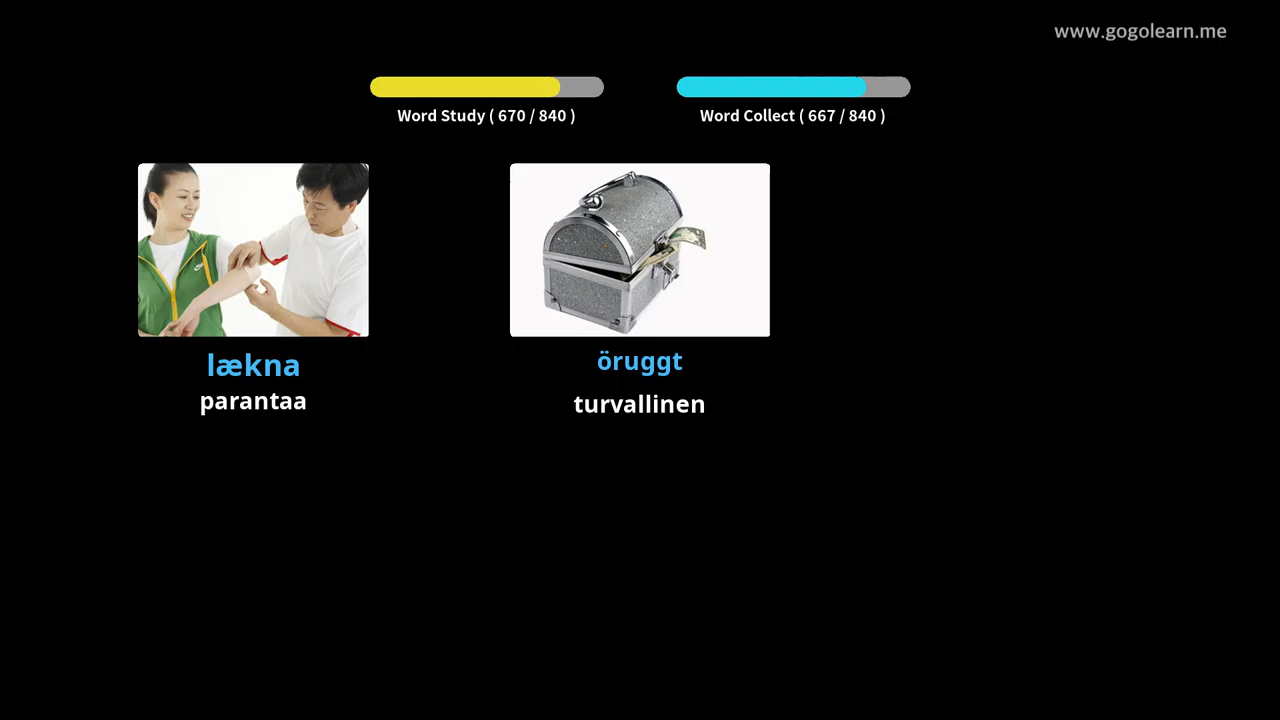 www.gogolearn.me
Word Study ( 670 / 840 )
Word Collect ( 667 / 840 )
lækna
parantaa
öruggt
turvallinen